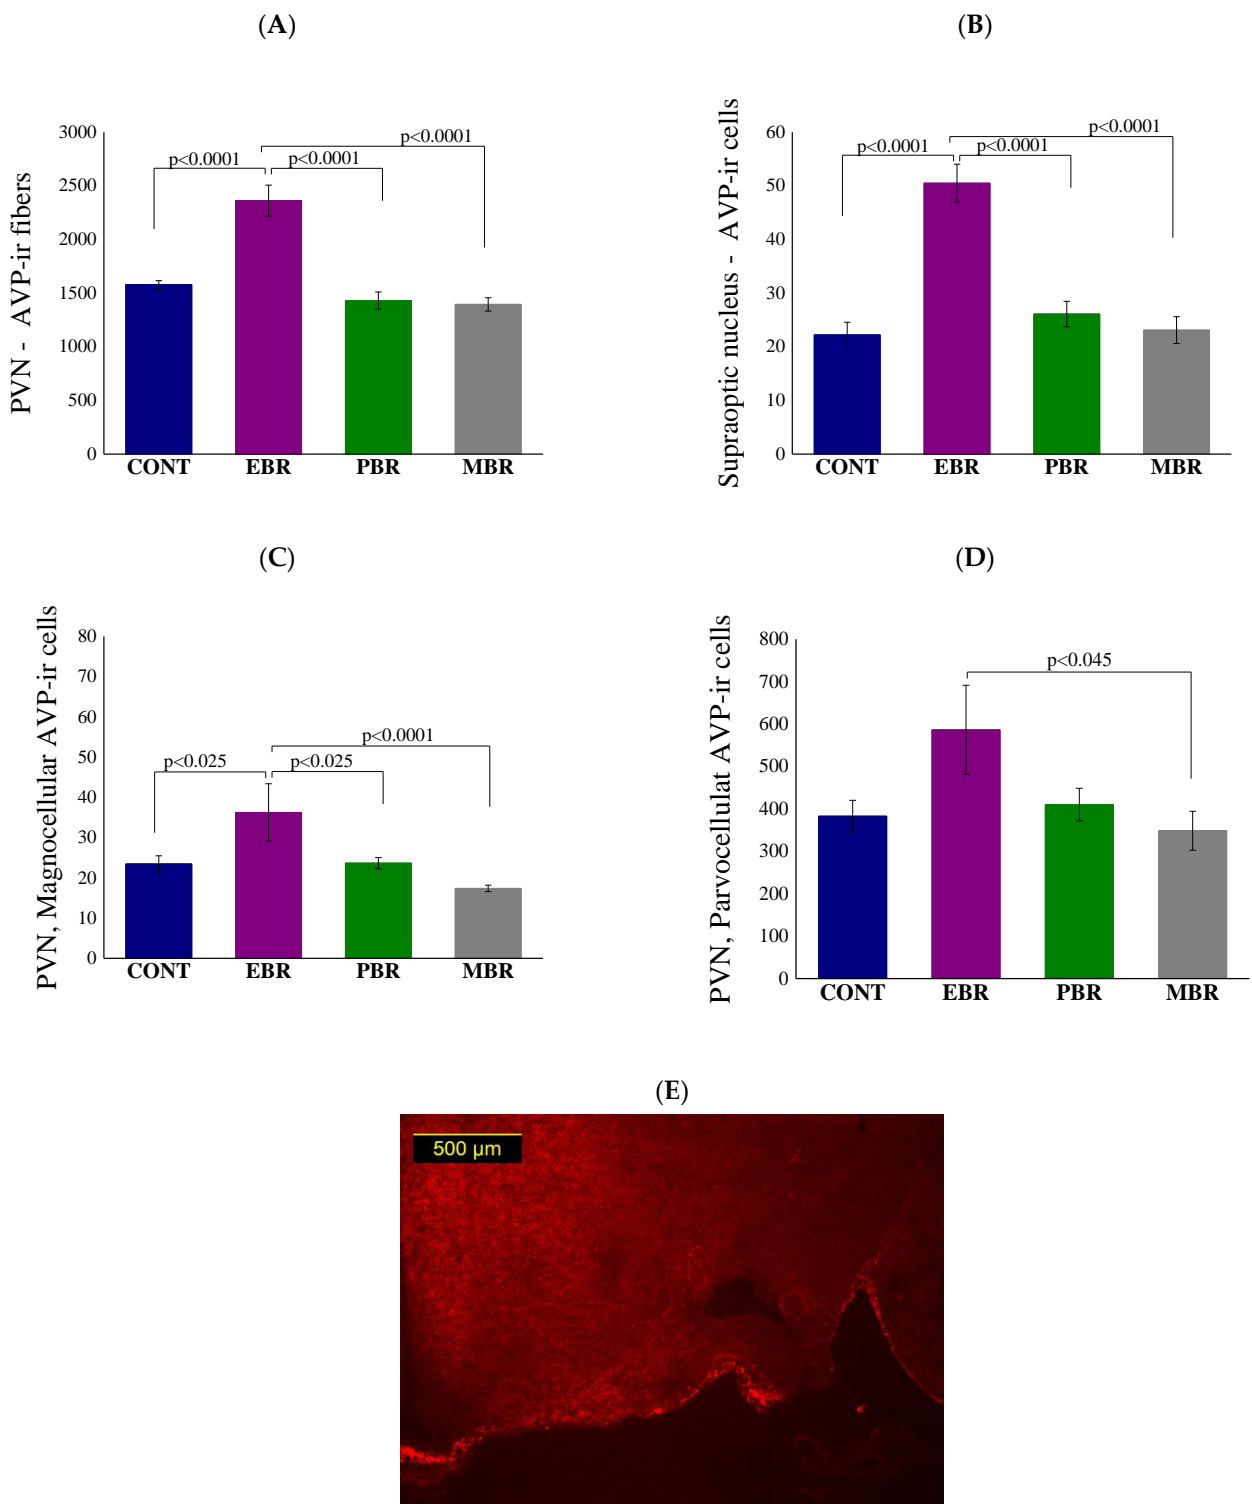 (A)
PVN - AVP-ir fibers
3000
2500
2000
1500
1000
500
0
p<0.0001
p<0.0001
p<0.0001
CONT EBR PBR MBR
(B)
Supraoptic nucleus - AVP-ir cells
60
50
40
30
20
10
0
p<0.0001
p<0.0001
p<0.0001
CONT EBR PBR MBR
(C)
PVN, Magnocellular AVP-ir cells
80
70
60
50
40
30
20
10
0
p<0.0001
p<0.025
p<0.025
CONT EBR PBR MBR
(D)
PVN, Parvocellulat AVP-ir cells
800
700
600
500
400
300
200
100
0
p<0.045
CONT EBR PBR MBR
(E)
500 µm